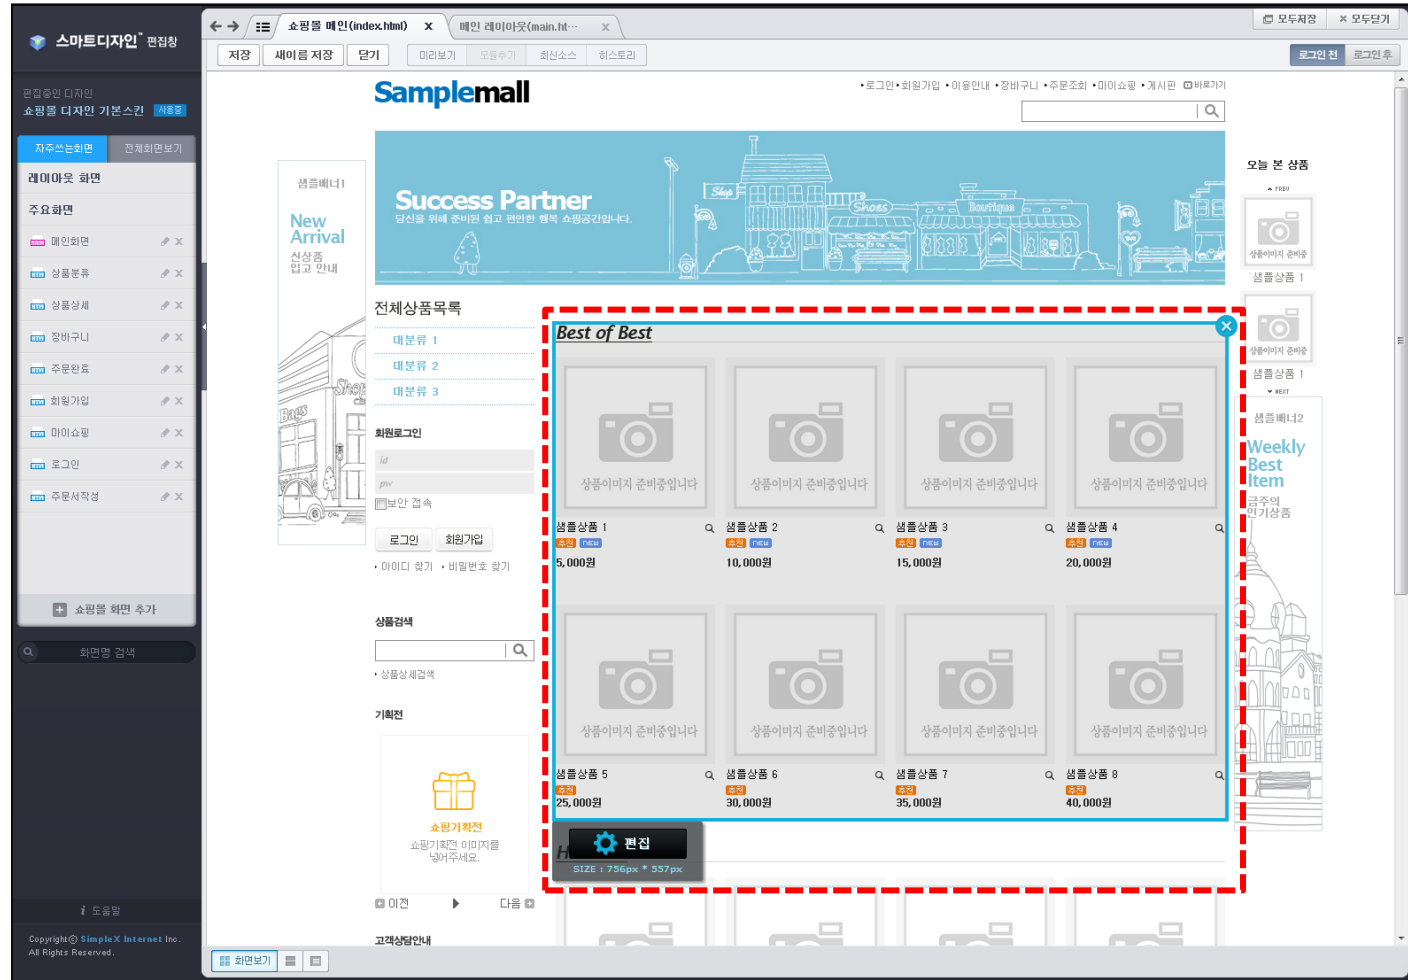 스마트디자인™ 편집창
편집중인 디자인
쇼핑몰 디자인 기본스킨 사용중
자주쓰는화면 전체화면보기
레이아웃 화면
주요화면
메인화면
상품분류
상품상세
장바구니
주문완료
회원가입
마이쇼핑
로그인
주문서작성
쇼핑몰 화면 추가
화면명 검색
도움말
Copyright© SimpleX Internet Inc.
All Rights Reserved.
쇼핑몰 메인(index.html) x 메인 레이아웃(main.ht… x
모두저장 × 모두닫기
저장 새이름 저장 닫기 미리보기 모듈추가 최신소스 히스토리
로그인 전 로그인 후
Samplemall
•로그인 •회원가입 •이용안내 •장바구니 •주문조회 •마이쇼핑 •게시판 바로가기
Success Partner
당신을 위해 준비된 쉽고 편안한 행복 쇼핑공간입니다.
Shop
Shoes
Boutique
샘플배너1
New
Arrival
신상품
입고 안내
Shop
Bags
전체상품목록
대분류 1
대분류 2
대분류 3
회원로그인
id
pw
보안 접속
로그인 회원가입
아이디 찾기 비밀번호 찾기
상품검색
상품상세검색
기획전
쇼핑기획전
쇼핑기획전 이미지를
넣어주세요.
이전 다음
고객상담안내
Best of Best
상품이미지 준비중입니다 상품이미지 준비중입니다 상품이미지 준비중입니다 상품이미지 준비중입니다
샘플상품 1 샘플상품 2 샘플상품 3 샘플상품 4
추천 NEW 추천 NEW 추천 NEW 추천 NEW
5,000원 10,000원 15,000원 20,000원
상품이미지 준비중입니다 상품이미지 준비중입니다 상품이미지 준비중입니다 상품이미지 준비중입니다
샘플상품 5 샘플상품 6 샘플상품 7 샘플상품 8
추천 추천 추천 추천
25,000원 30,000원 35,000원 40,000원
편집
SIZE : 756px * 557px
오늘 본 상품
PREV
상품이미지 준비중
샘플상품 1
상품이미지 준비중
샘플상품 1
NEXT
샘플배너2
Weekly
Best
Item
금주의
인기상품
화면보기